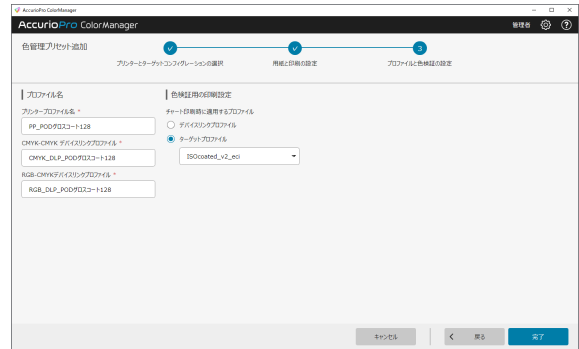 AccurioPro ColorManager
AccurioPro ColorManager
管理者
色管理プリセット追加
3
プリンターとターゲットコンフィグレーションの選択
用紙と印刷の設定
プロファイルと色検証の設定
プロファイル名
プリンタープロファイル名 *
PP_PODグロスコート128
CMYK-CMYK デバイスリンクプロファイル *
CMYK_DLP_PODグロスコート128
RGB-CMYKデバイスリンクプロファイル *
RGB_DLP_PODグロスコート128
色検証用の印刷設定
チャート印刷時に適用するプロファイル
デバイスリンクプロファイル
ターゲットプロファイル
ISOcoated_v2_eci
キャンセル
戻る
完了